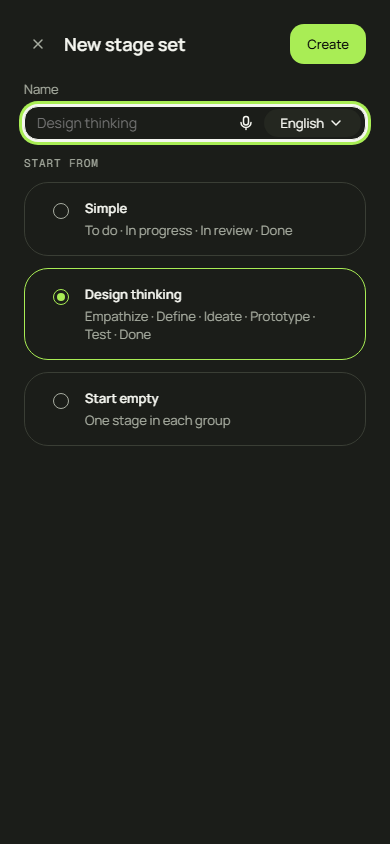 New stage set
Create
Name
Design thinking
English
START FROM
Simple
To do · In progress · In review · Done
Design thinking
Empathize · Define · Ideate · Prototype ·
Test · Done
Start empty
One stage in each group